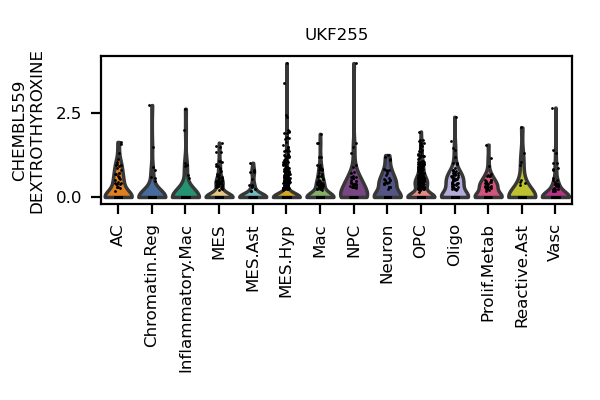 UKF255
CHEMBL559
DEXTROTHYROXINE
2.5
0.0
AC
Chromatin.Reg
Inflammatory.Mac
MES
MES.Ast
MES.Hyp
Mac
NPC
Neuron
OPC
Oligo
Prolif.Metab
Reactive.Ast
Vasc